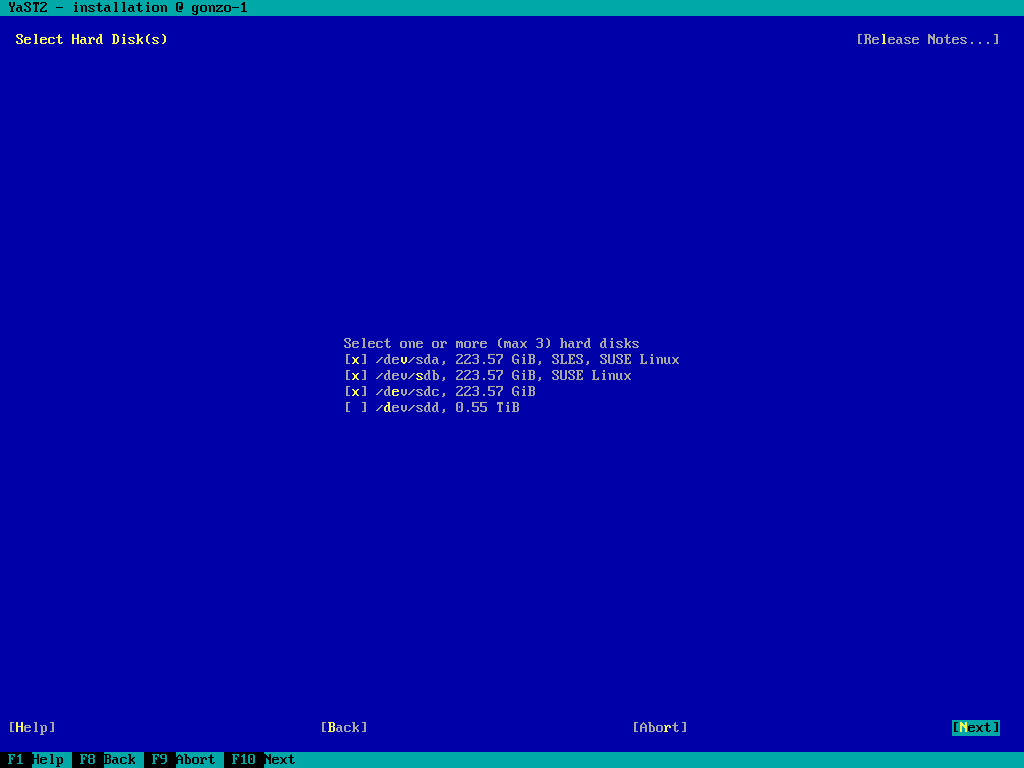 YaST2 - installation @ gonzo-1
Select Hard Disk(s) [Release Notes...]
Select one or more (max 3) hard disks
[x] /dev/sda, 223.57 GiB, SLES, SUSE Linux
[x] /dev/sdb, 223.57 GiB, SUSE Linux
[x] /dev/sdc, 223.57 GiB
[ ] /dev/sdd, 0.55 TiB
[Help] [Back] [Abort] [Next]
F1 Help F8 Back F9 Abort F10 Next